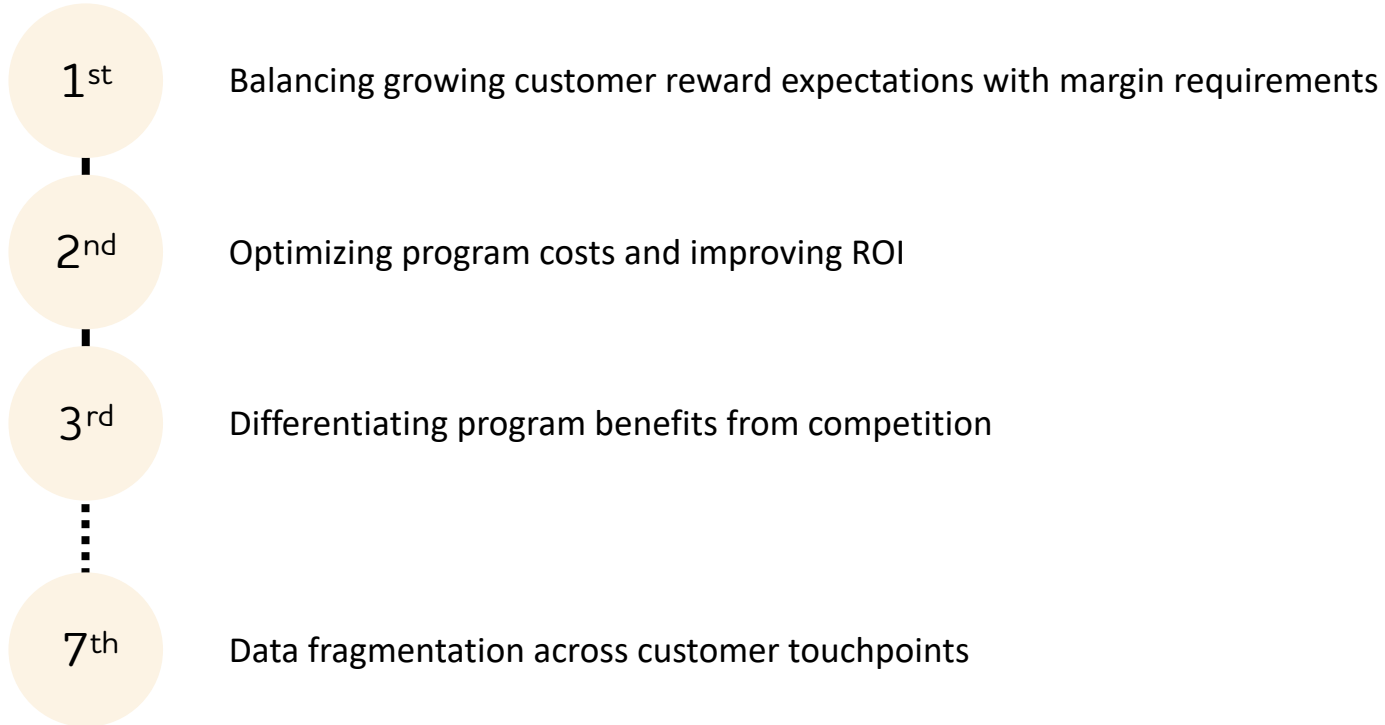 1st
Balancing growing customer reward expectations with margin requirements
2nd
Optimizing program costs and improving ROI
3rd
Differentiating program benefits from competition
7th
Data fragmentation across customer touchpoints